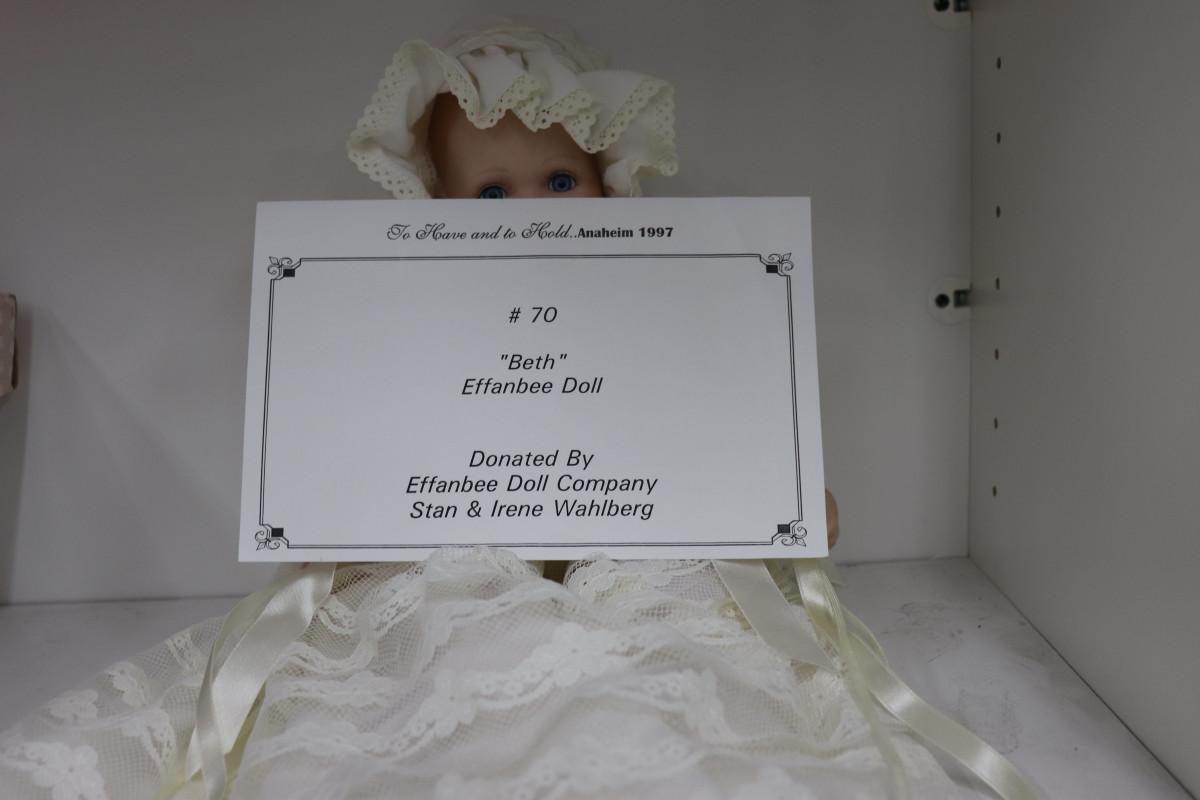 To Have and to Hold..Anaheim 1997
# 70
"Beth"
Effanbee Doll
Donated By
Effanbee Doll Company
Stan & Irene Wahlberg